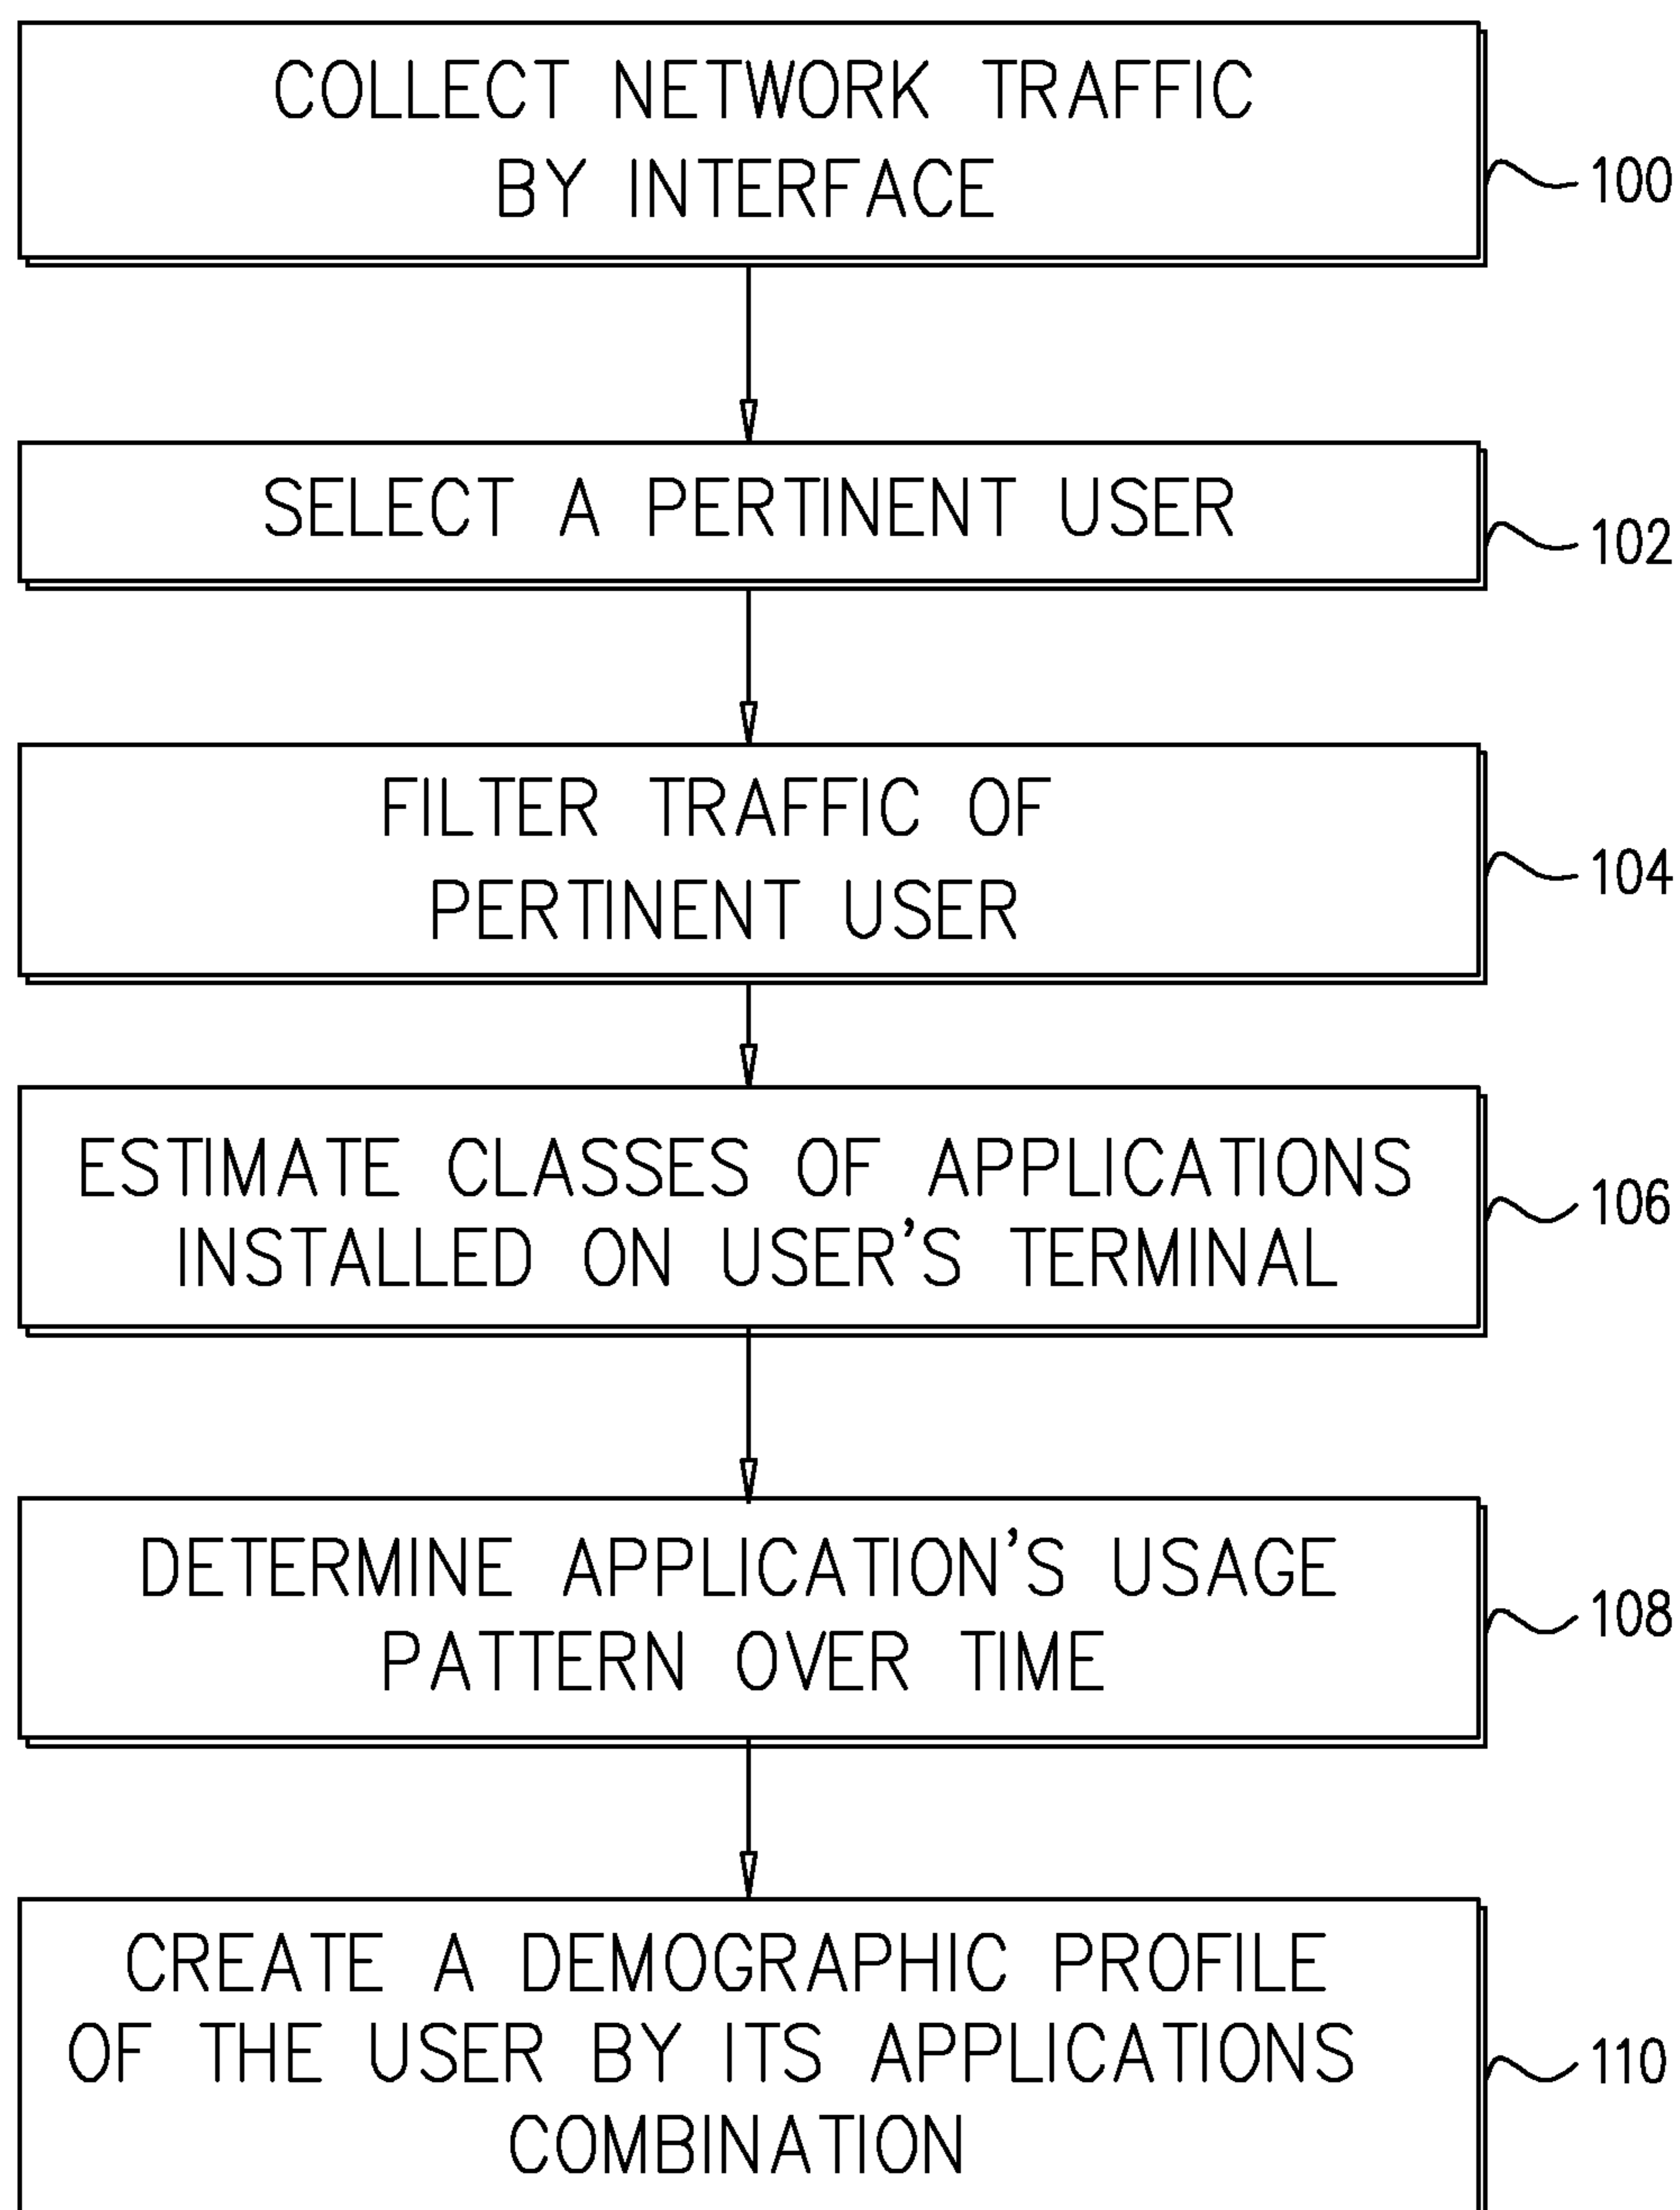 COLLECT NETWORK TRAFFIC
BY INTERFACE
100
SELECT A PERTINENT USER
102
FILTER TRAFFIC OF
PERTINENT USER
104
ESTIMATE CLASSES OF APPLICATIONS
INSTALLED ON USER'S TERMINAL
106
DETERMINE APPLICATION'S USAGE
PATTERN OVER TIME
108
CREATE A DEMOGRAPHIC PROFILE
OF THE USER BY ITS APPLICATIONS
COMBINATION
110